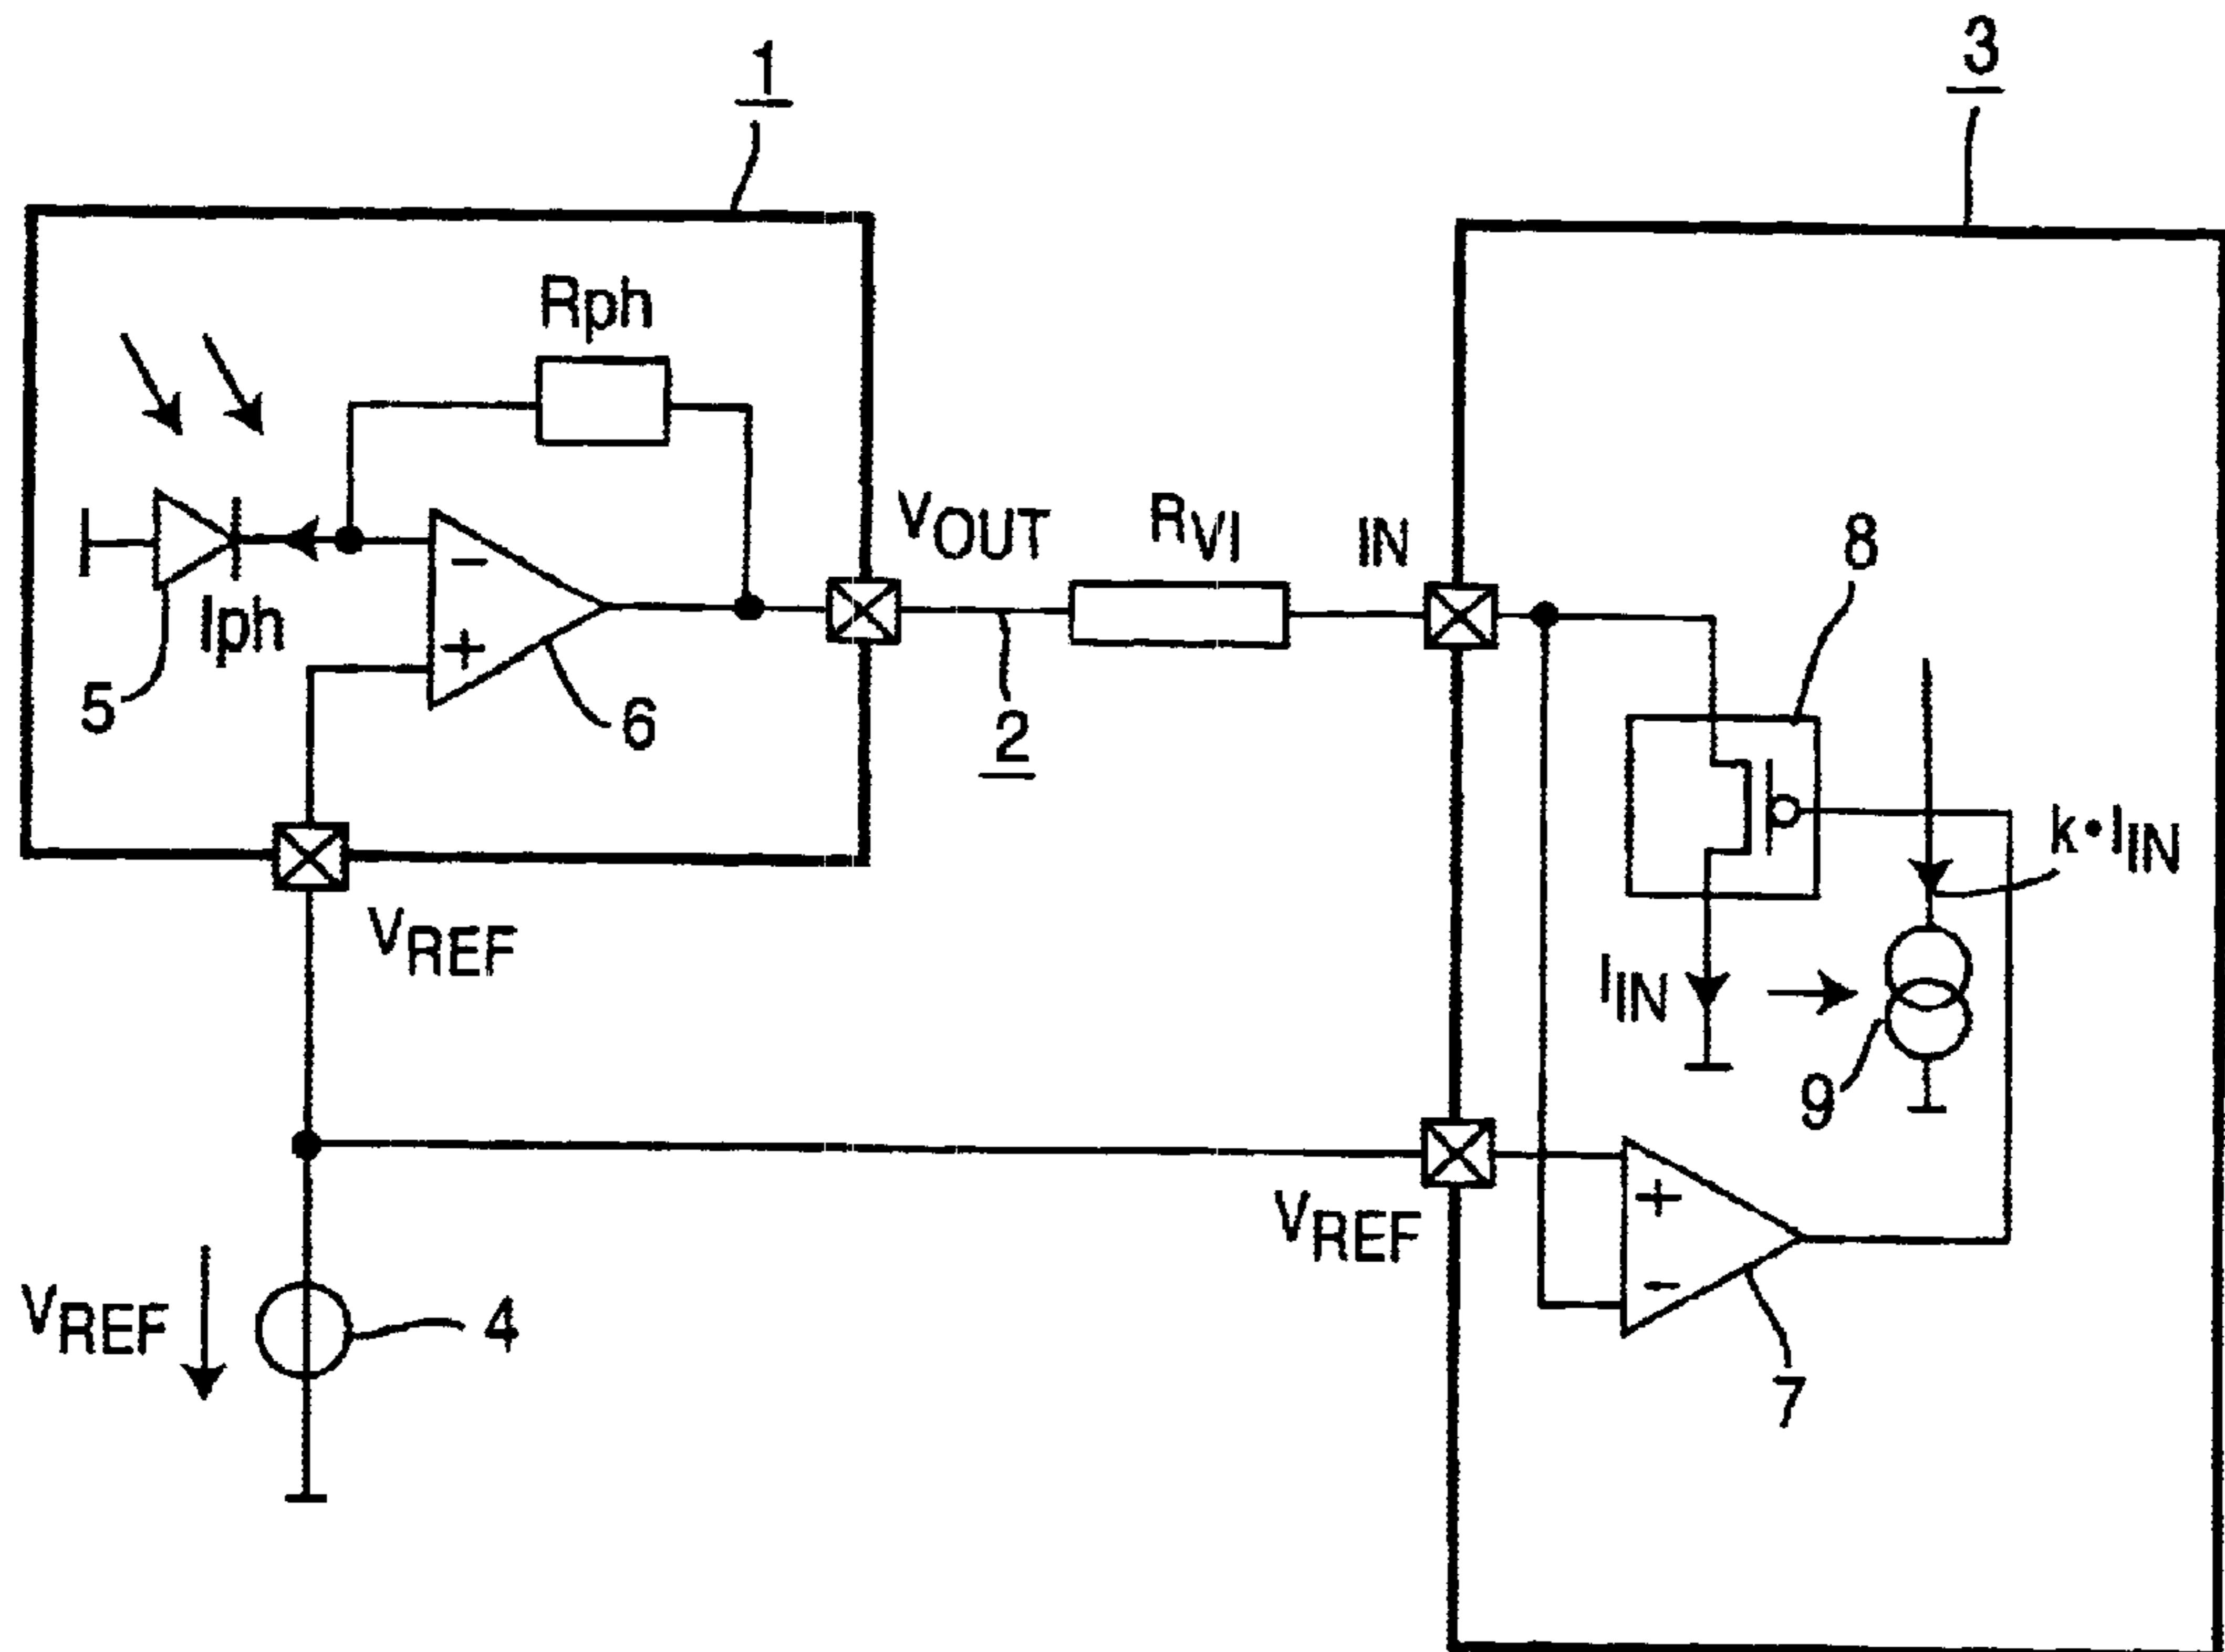 1
3
Rph
VOUT
RVI
IN
8
−
+
Iph
5
6
2
k•IIN
VREF
IIN
9
VREF
+
−
VREF
4
7